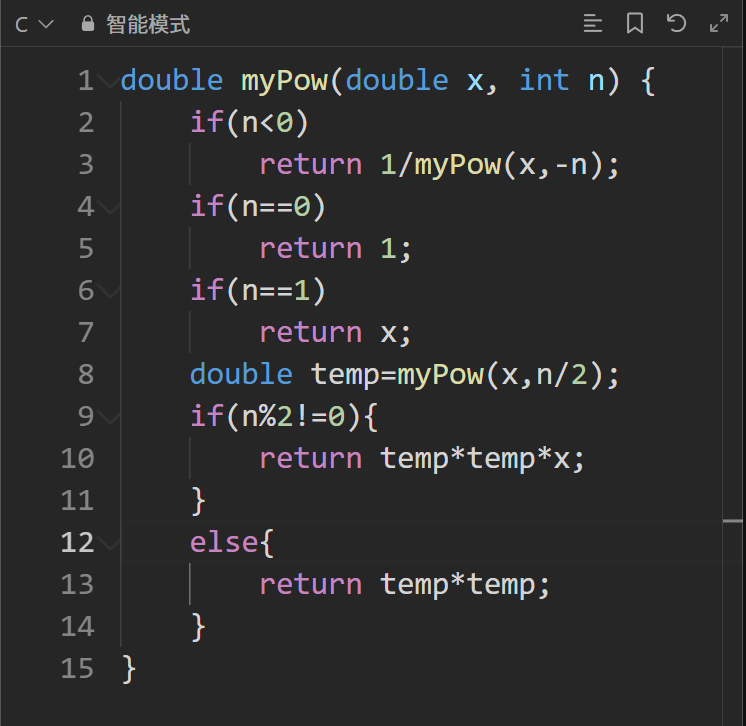 C 智能模式
1 double myPow(double x, int n) {
2     if(n<0)
3         return 1/myPow(x,-n);
4     if(n==0)
5         return 1;
6     if(n==1)
7         return x;
8     double temp=myPow(x,n/2);
9     if(n%2!=0){
10         return temp*temp*x;
11     }
12     else{
13         return temp*temp;
14     }
15 }